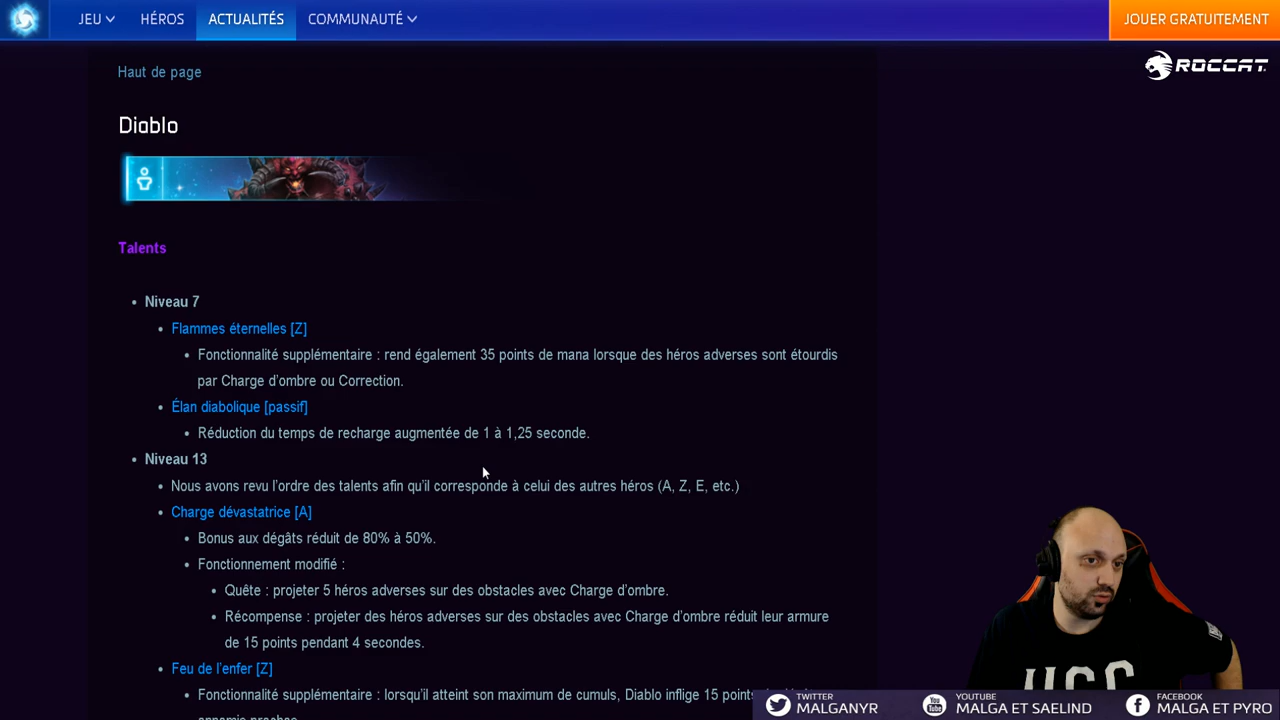 JEU HÉROS ACTUALITÉS COMMUNAUTÉ JOUER GRATUITEMENT
ROCCAT
Haut de page
Diablo
Talents
• Niveau 7
• Flammes éternelles [Z]
• Fonctionnalité supplémentaire : rend également 35 points de mana lorsque des héros adverses sont étourdis
par Charge d'ombre ou Correction.
• Élan diabolique [passif]
• Réduction du temps de recharge augmentée de 1 à 1,25 seconde.
• Niveau 13
• Nous avons revu l'ordre des talents afin qu'il corresponde à celui des autres héros (A, Z, E, etc.)
• Charge dévastatrice [A]
• Bonus aux dégâts réduit de 80% à 50%.
• Fonctionnement modifié :
• Quête : projeter 5 héros adverses sur des obstacles avec Charge d'ombre.
• Récompense : projeter des héros adverses sur des obstacles avec Charge d'ombre réduit leur armure
de 15 points pendant 4 secondes.
• Feu de l'enfer [Z]
• Fonctionnalité supplémentaire : lorsqu'il atteint son maximum de cumuls, Diablo inflige 15 points
TWITTER
MALGANYR
YOUTUBE
MALGA ET SAELIND
FACEBOOK
MALGA ET PYRO